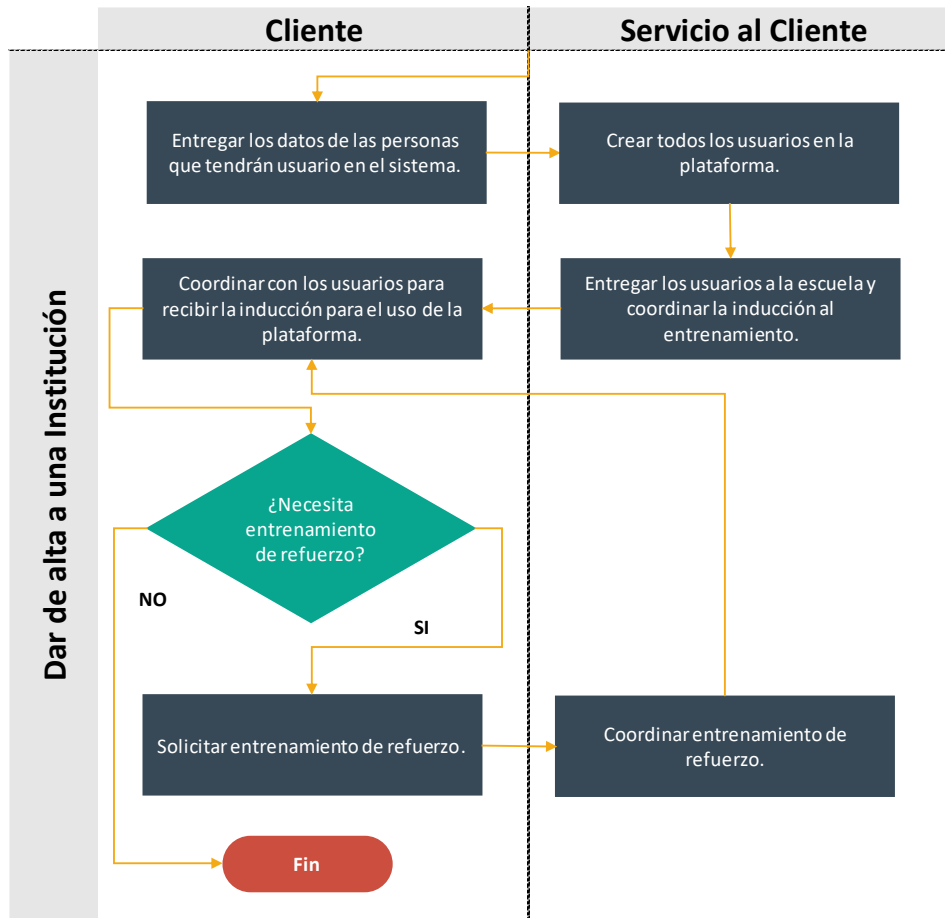 Cliente
Servicio al Cliente
Dar de alta a una Institución
Entregar los datos de las personas
que tendrán usuario en el sistema.
Crear todos los usuarios en la
plataforma.
Coordinar con los usuarios para
recibir la inducción para el uso de la
plataforma.
Entregar los usuarios a la escuela y
coordinar la inducción al
entrenamiento.
¿Necesita
entrenamiento
de refuerzo?
NO
SI
Solicitar entrenamiento de refuerzo.
Coordinar entrenamiento de
refuerzo.
Fin